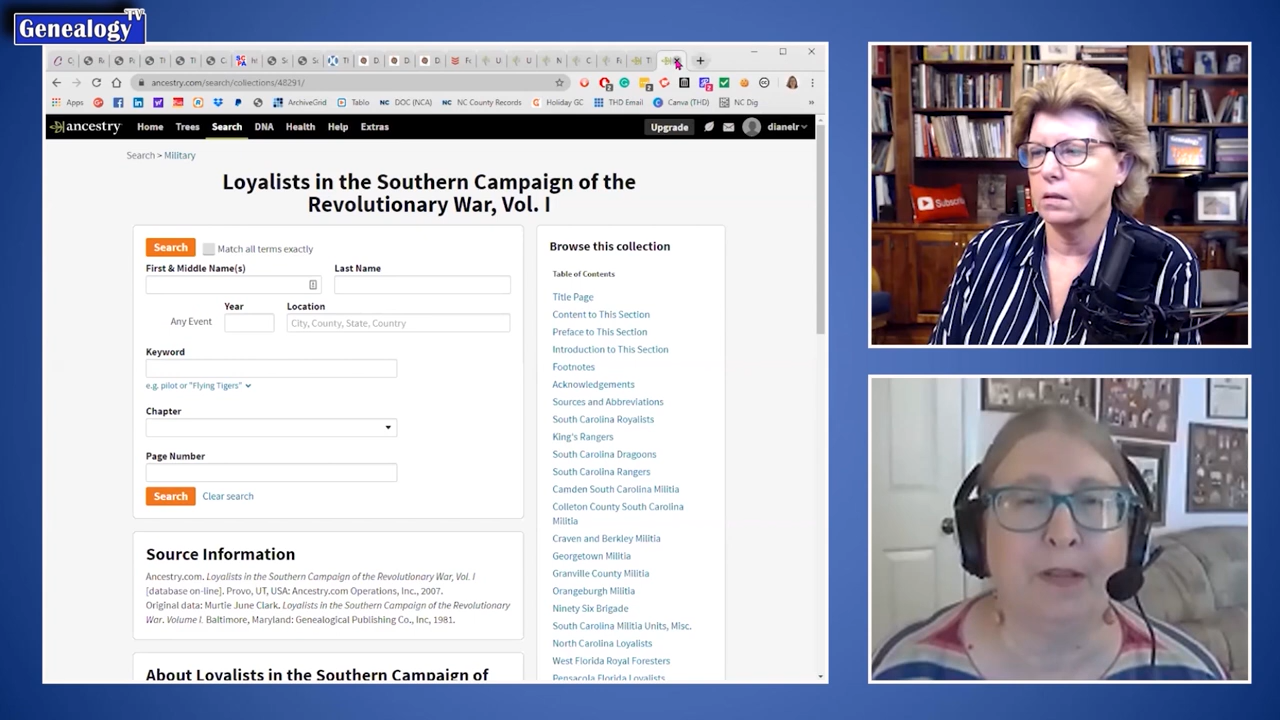 Genealogy TV
ancestry.com/search/collections/48291/
Apps
ArchiveGrid
Tablo
DOC (NCA)
NC County Records
Holiday GC
THD Email
Canva (THD)
NC Dig
ancestry
Home
Trees
Search
DNA
Health
Help
Extras
Upgrade
dianelr
Search > Military
Loyalists in the Southern Campaign of the
Revolutionary War, Vol. I
Search
Match all terms exactly
First & Middle Name(s)
Last Name
Year
Location
Any Event
City, County, State, Country
Keyword
e.g. pilot or "Flying Tigers"
Chapter
Page Number
Search
Clear search
Source Information
Ancestry.com. Loyalists in the Southern Campaign of the Revolutionary War, Vol. I
[database on-line]. Provo, UT, USA: Ancestry.com Operations, Inc., 2007.
Original data: Murtie June Clark. Loyalists in the Southern Campaign of the Revolutionary
War. Volume I. Baltimore, Maryland: Genealogical Publishing Co., Inc, 1981.
About Loyalists in the Southern Campaign of
Browse this collection
Table of Contents
Title Page
Content to This Section
Preface to This Section
Introduction to This Section
Footnotes
Acknowledgements
Sources and Abbreviations
South Carolina Royalists
King's Rangers
South Carolina Dragoons
South Carolina Rangers
Camden South Carolina Militia
Colleton County South Carolina
Militia
Craven and Berkley Militia
Georgetown Militia
Granville County Militia
Orangeburgh Militia
Ninety Six Brigade
South Carolina Militia Units, Misc.
North Carolina Loyalists
West Florida Royal Foresters
Pensacola Florida Loyalists
Subscribe